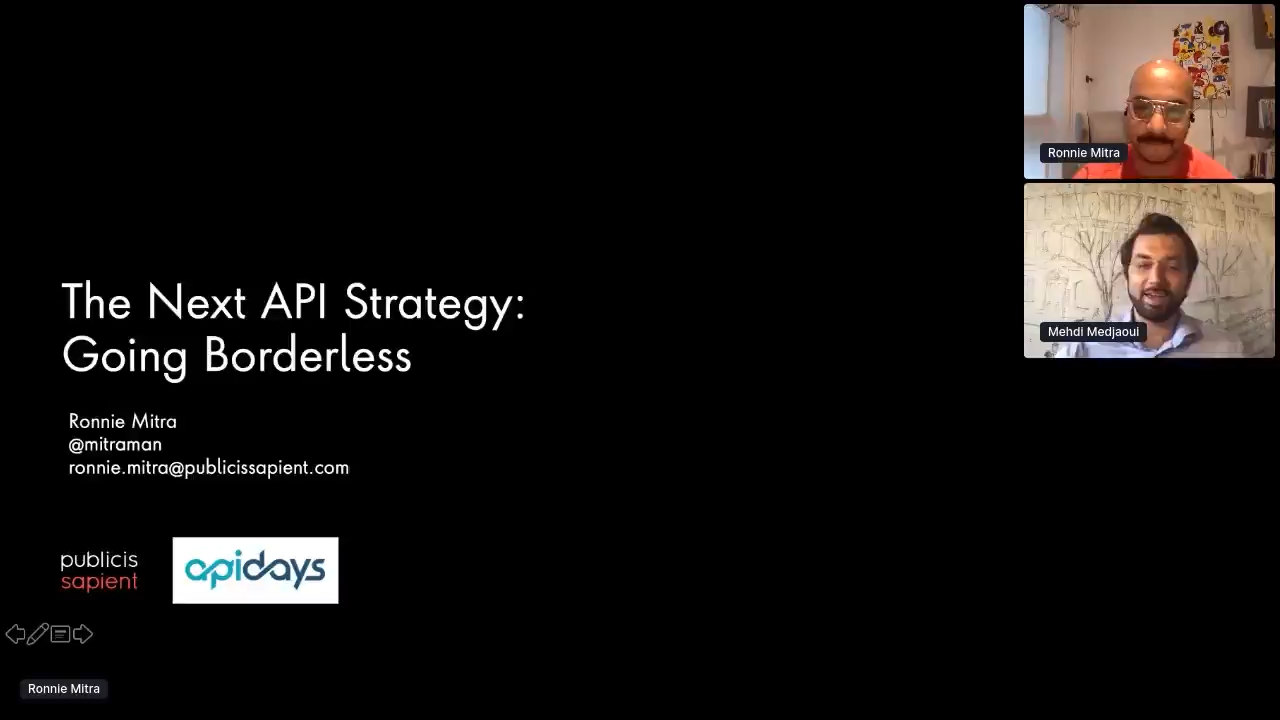 The Next API Strategy:
Going Borderless
Ronnie Mitra
@mitraman
ronnie.mitra@publicissapient.com
publicis
sapient
apidays
Ronnie Mitra
Ronnie Mitra
Mehdi Medjaoui